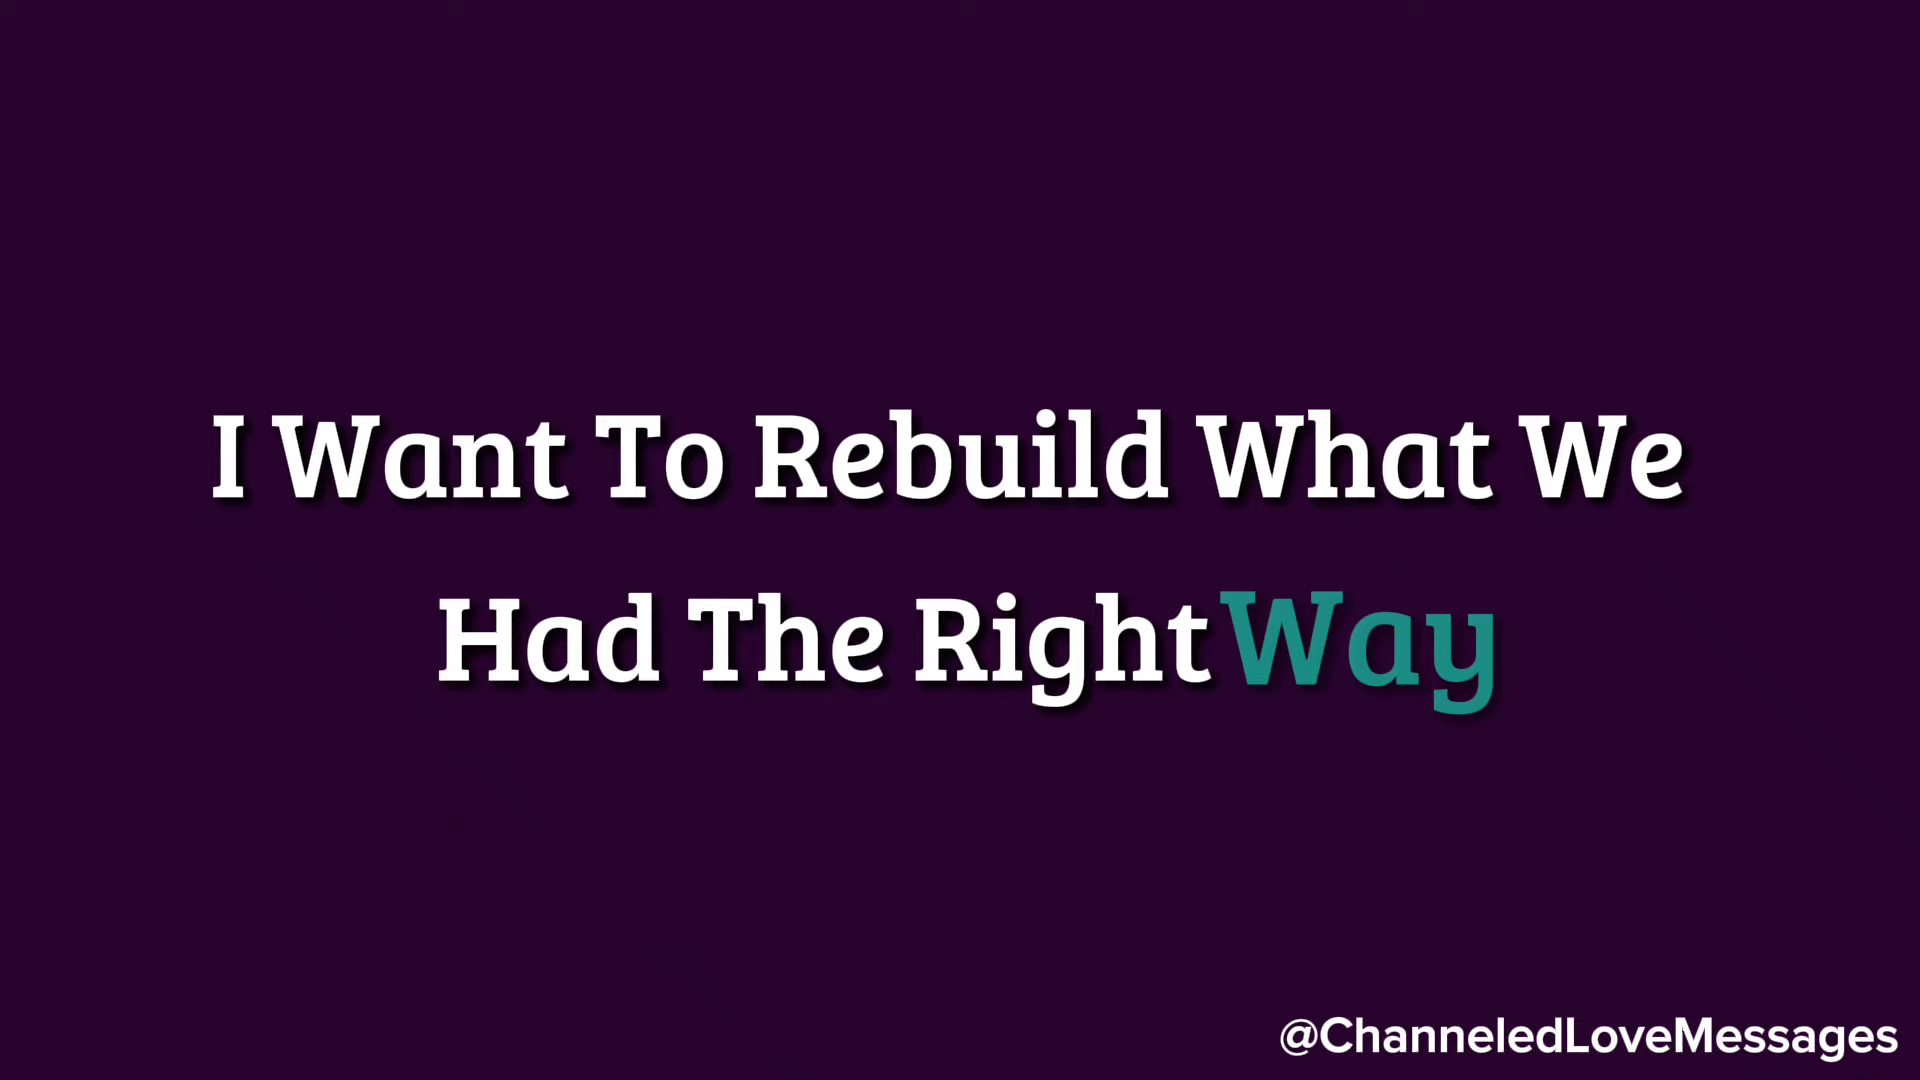 I Want To Rebuild What We
Had The Right Way
@ChanneledLoveMessages